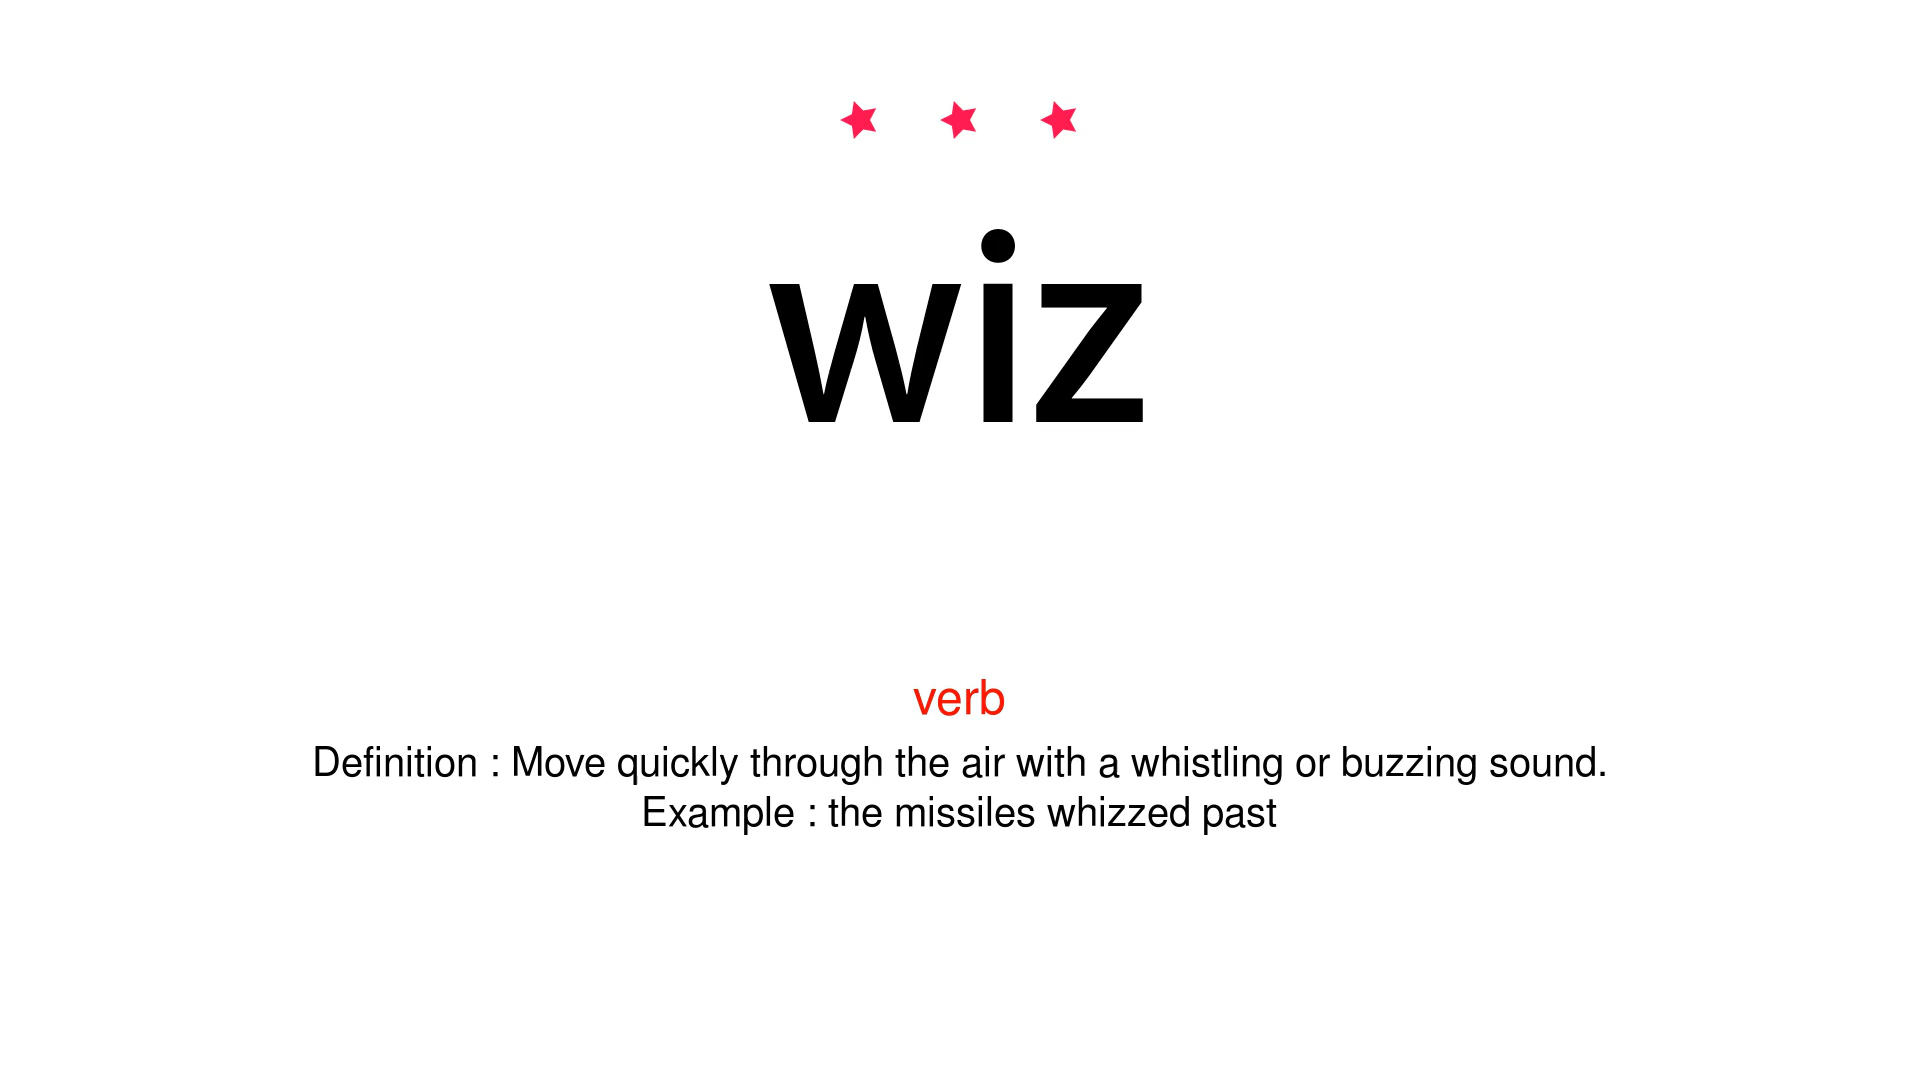 wiz
verb
Definition : Move quickly through the air with a whistling or buzzing sound.
Example : the missiles whizzed past